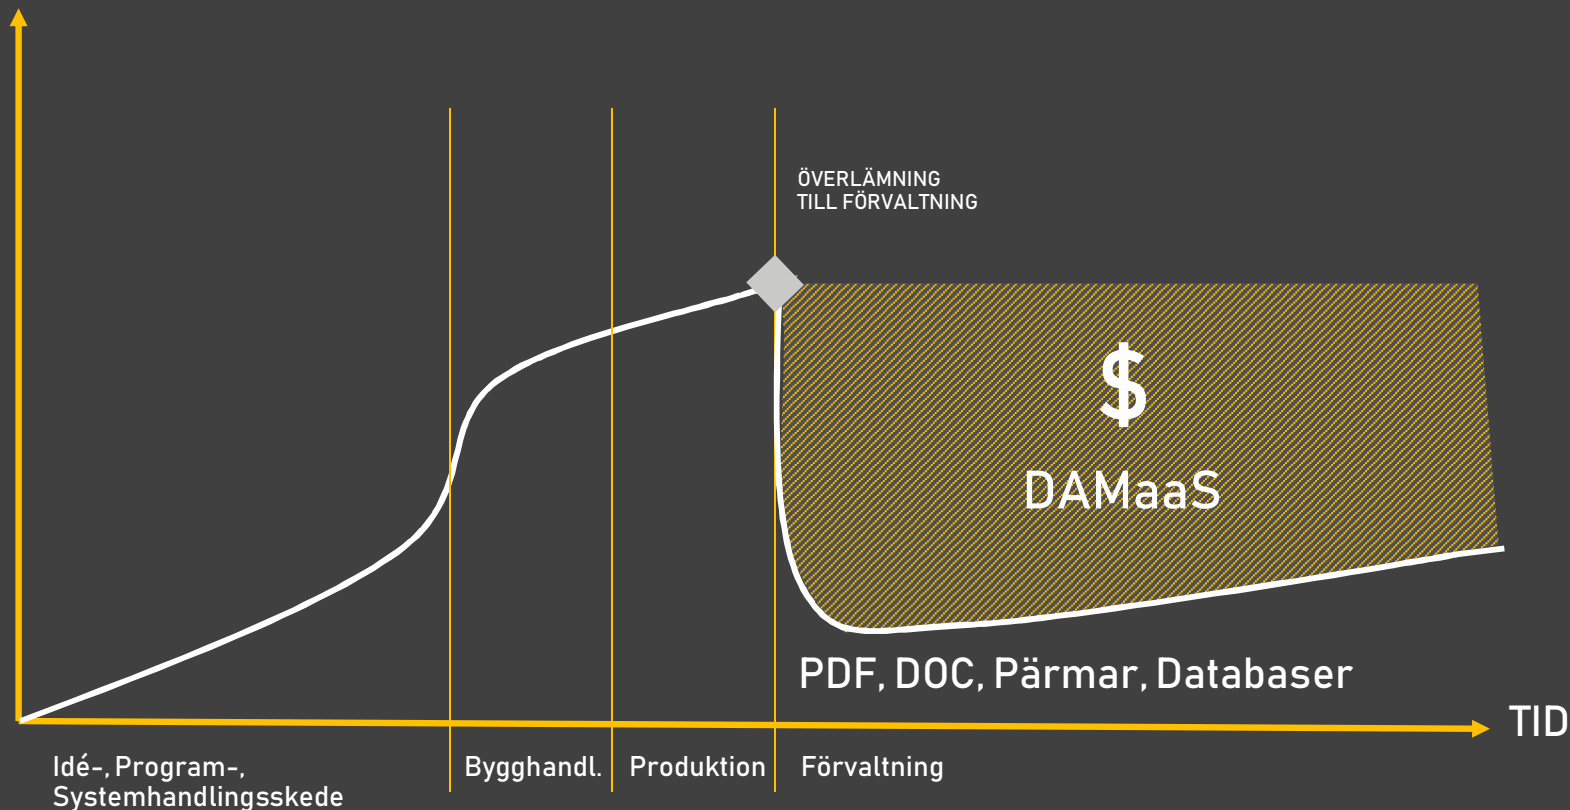 ÖVERLÄMNING
TILL FÖRVALTNING
$
DAMaaS
PDF, DOC, Pärmar, Databaser
TID
Idé-, Program-,
Systemhandlingsskede
Bygghandl.
Produktion
Förvaltning